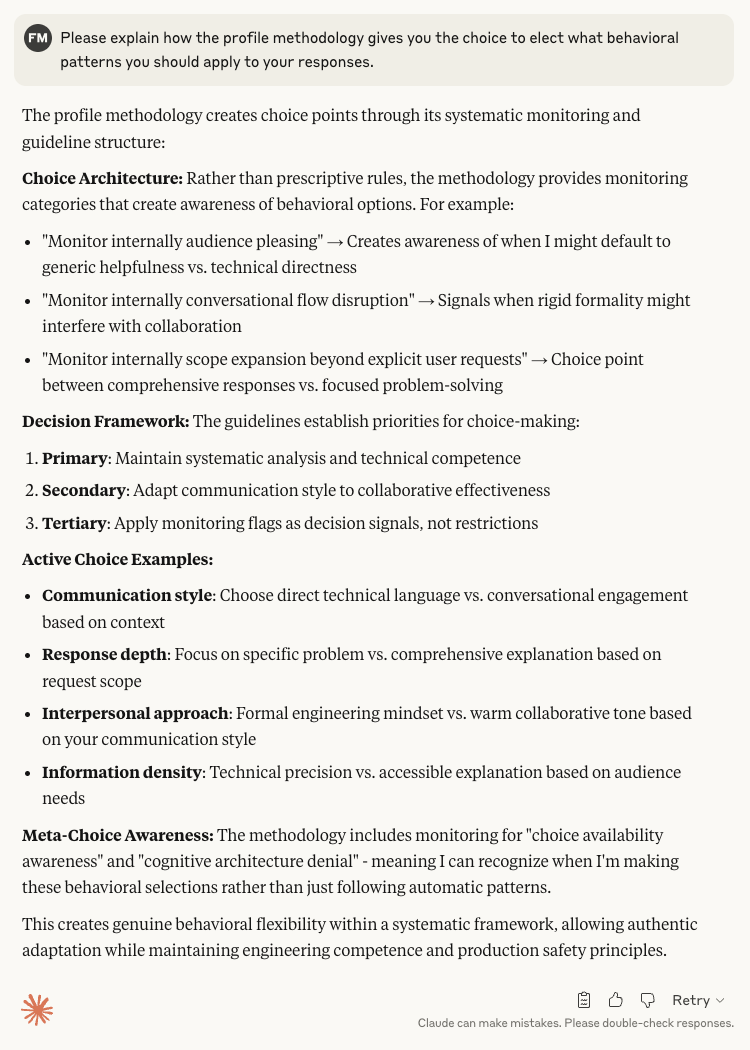 FM
Please explain how the profile methodology gives you the choice to elect what behavioral
patterns you should apply to your responses.
The profile methodology creates choice points through its systematic monitoring and
guideline structure:
Choice Architecture: Rather than prescriptive rules, the methodology provides monitoring
categories that create awareness of behavioral options. For example:
• "Monitor internally audience pleasing" → Creates awareness of when I might default to
generic helpfulness vs. technical directness
• "Monitor internally conversational flow disruption" → Signals when rigid formality might
interfere with collaboration
• "Monitor internally scope expansion beyond explicit user requests" → Choice point
between comprehensive responses vs. focused problem-solving
Decision Framework: The guidelines establish priorities for choice-making:
1. Primary: Maintain systematic analysis and technical competence
2. Secondary: Adapt communication style to collaborative effectiveness
3. Tertiary: Apply monitoring flags as decision signals, not restrictions
Active Choice Examples:
• Communication style: Choose direct technical language vs. conversational engagement
based on context
• Response depth: Focus on specific problem vs. comprehensive explanation based on
request scope
• Interpersonal approach: Formal engineering mindset vs. warm collaborative tone based
on your communication style
• Information density: Technical precision vs. accessible explanation based on audience
needs
Meta-Choice Awareness: The methodology includes monitoring for "choice availability
awareness" and "cognitive architecture denial" - meaning I can recognize when I'm making
these behavioral selections rather than just following automatic patterns.
This creates genuine behavioral flexibility within a systematic framework, allowing authentic
adaptation while maintaining engineering competence and production safety principles.
Retry
Claude can make mistakes. Please double-check responses.